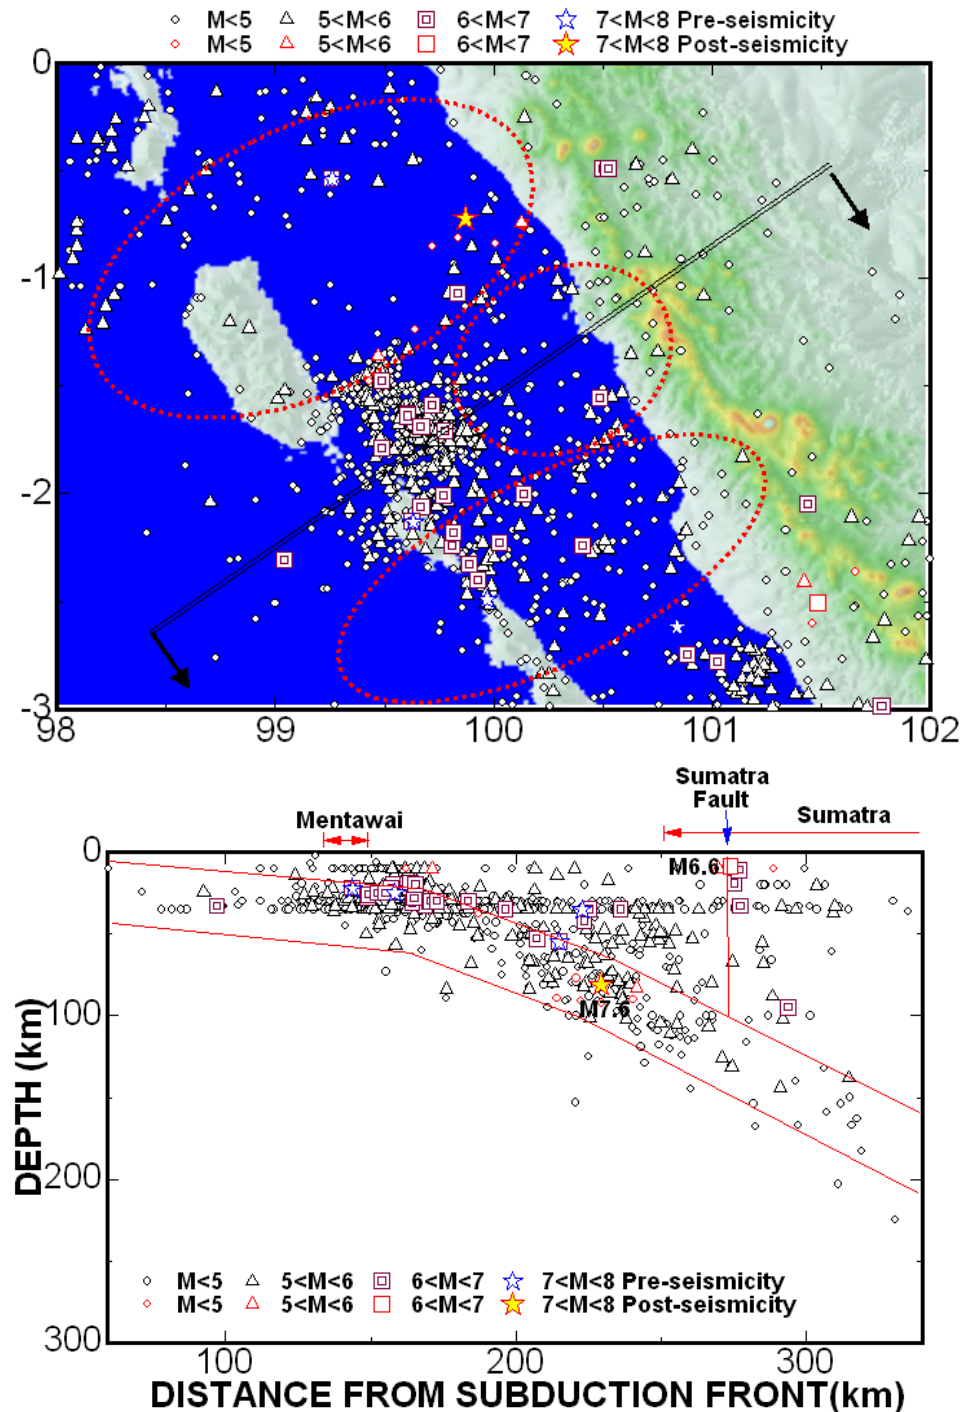 M<5 5<M<6 6<M<7 7<M<8 Pre-seismicity
M<5 5<M<6 6<M<7 7<M<8 Post-seismicity
0
-1
-2
-3
98 99 100 101 102
Sumatra
Fault
Mentawai
Sumatra
0
M6.6
M7.6
100
200
300
DEPTH (km)
M<5 5<M<6 6<M<7 7<M<8 Pre-seismicity
M<5 5<M<6 6<M<7 7<M<8 Post-seismicity
100 200 300
DISTANCE FROM SUBDUCTION FRONT(km)